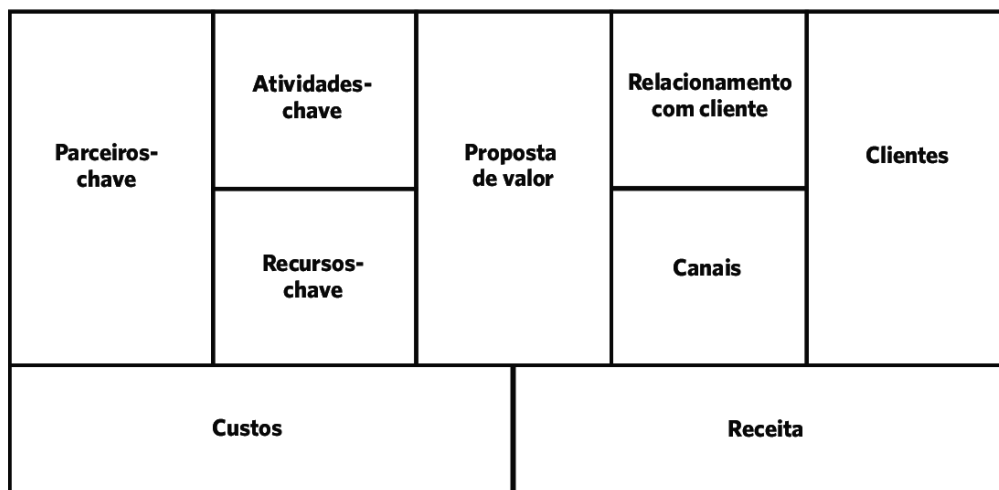 Parceiros-
chave
Atividades-
chave
Recursos-
chave
Proposta
de valor
Relacionamento
com cliente
Canais
Clientes
Custos
Receita